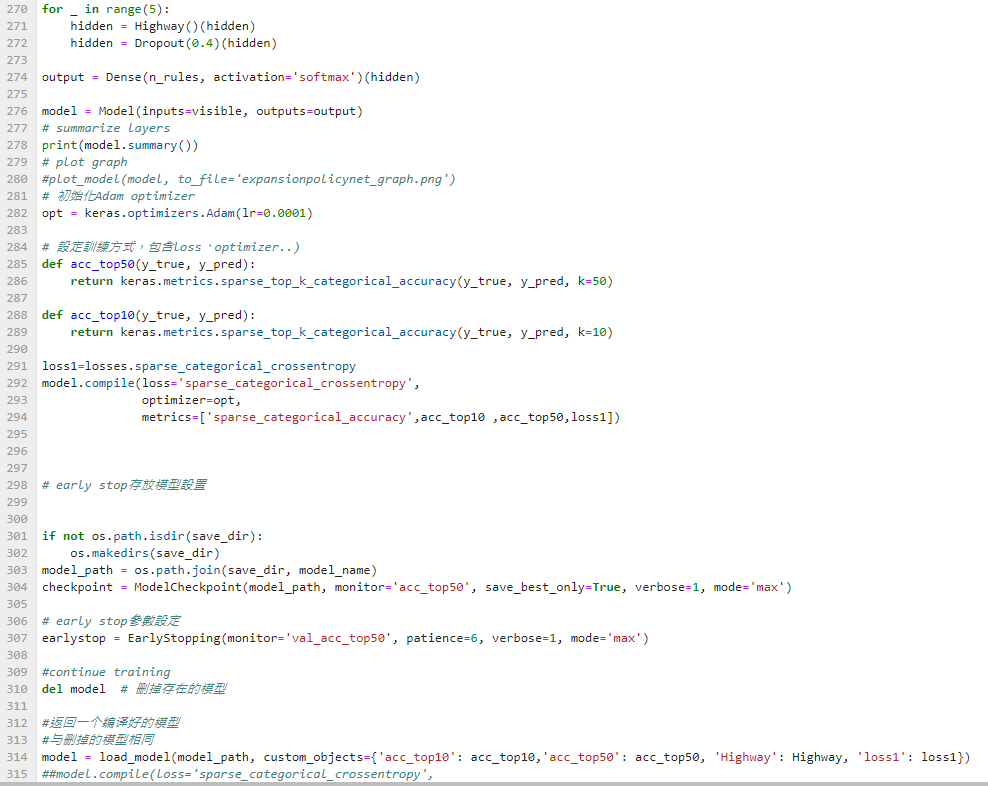 270 for _ in range(5):
271     hidden = Highway()(hidden)
272     hidden = Dropout(0.4)(hidden)
273
274 output = Dense(n_rules, activation='softmax')(hidden)
275
276 model = Model(inputs=visible, outputs=output)
277 # summarize layers
278 print(model.summary())
279 # plot graph
280 #plot_model(model, to_file='expansionpolicynet_graph.png')
281 # 初始化Adam optimizer
282 opt = keras.optimizers.Adam(lr=0.0001)
283
284 # 設定訓練方式，包含loss、optimizer..)
285 def acc_top50(y_true, y_pred):
286     return keras.metrics.sparse_top_k_categorical_accuracy(y_true, y_pred, k=50)
287
288 def acc_top10(y_true, y_pred):
289     return keras.metrics.sparse_top_k_categorical_accuracy(y_true, y_pred, k=10)
290
291 loss1=losses.sparse_categorical_crossentropy
292 model.compile(loss='sparse_categorical_crossentropy',
293               optimizer=opt,
294               metrics=['sparse_categorical_accuracy',acc_top10 ,acc_top50,loss1])
295
296
297
298 # early stop存放模型設置
299
300
301 if not os.path.isdir(save_dir):
302     os.makedirs(save_dir)
303 model_path = os.path.join(save_dir, model_name)
304 checkpoint = ModelCheckpoint(model_path, monitor='acc_top50', save_best_only=True, verbose=1, mode='max')
305
306 # early stop參數設定
307 earlystop = EarlyStopping(monitor='val_acc_top50', patience=6, verbose=1, mode='max')
308
309 #continue training
310 del model  # 刪掉存在的模型
311
312 #返回一个编译好的模型
313 #与删掉的模型相同
314 model = load_model(model_path, custom_objects={'acc_top10': acc_top10,'acc_top50': acc_top50, 'Highway': Highway, 'loss1': loss1})
315 ##model.compile(loss='sparse_categorical_crossentropy',